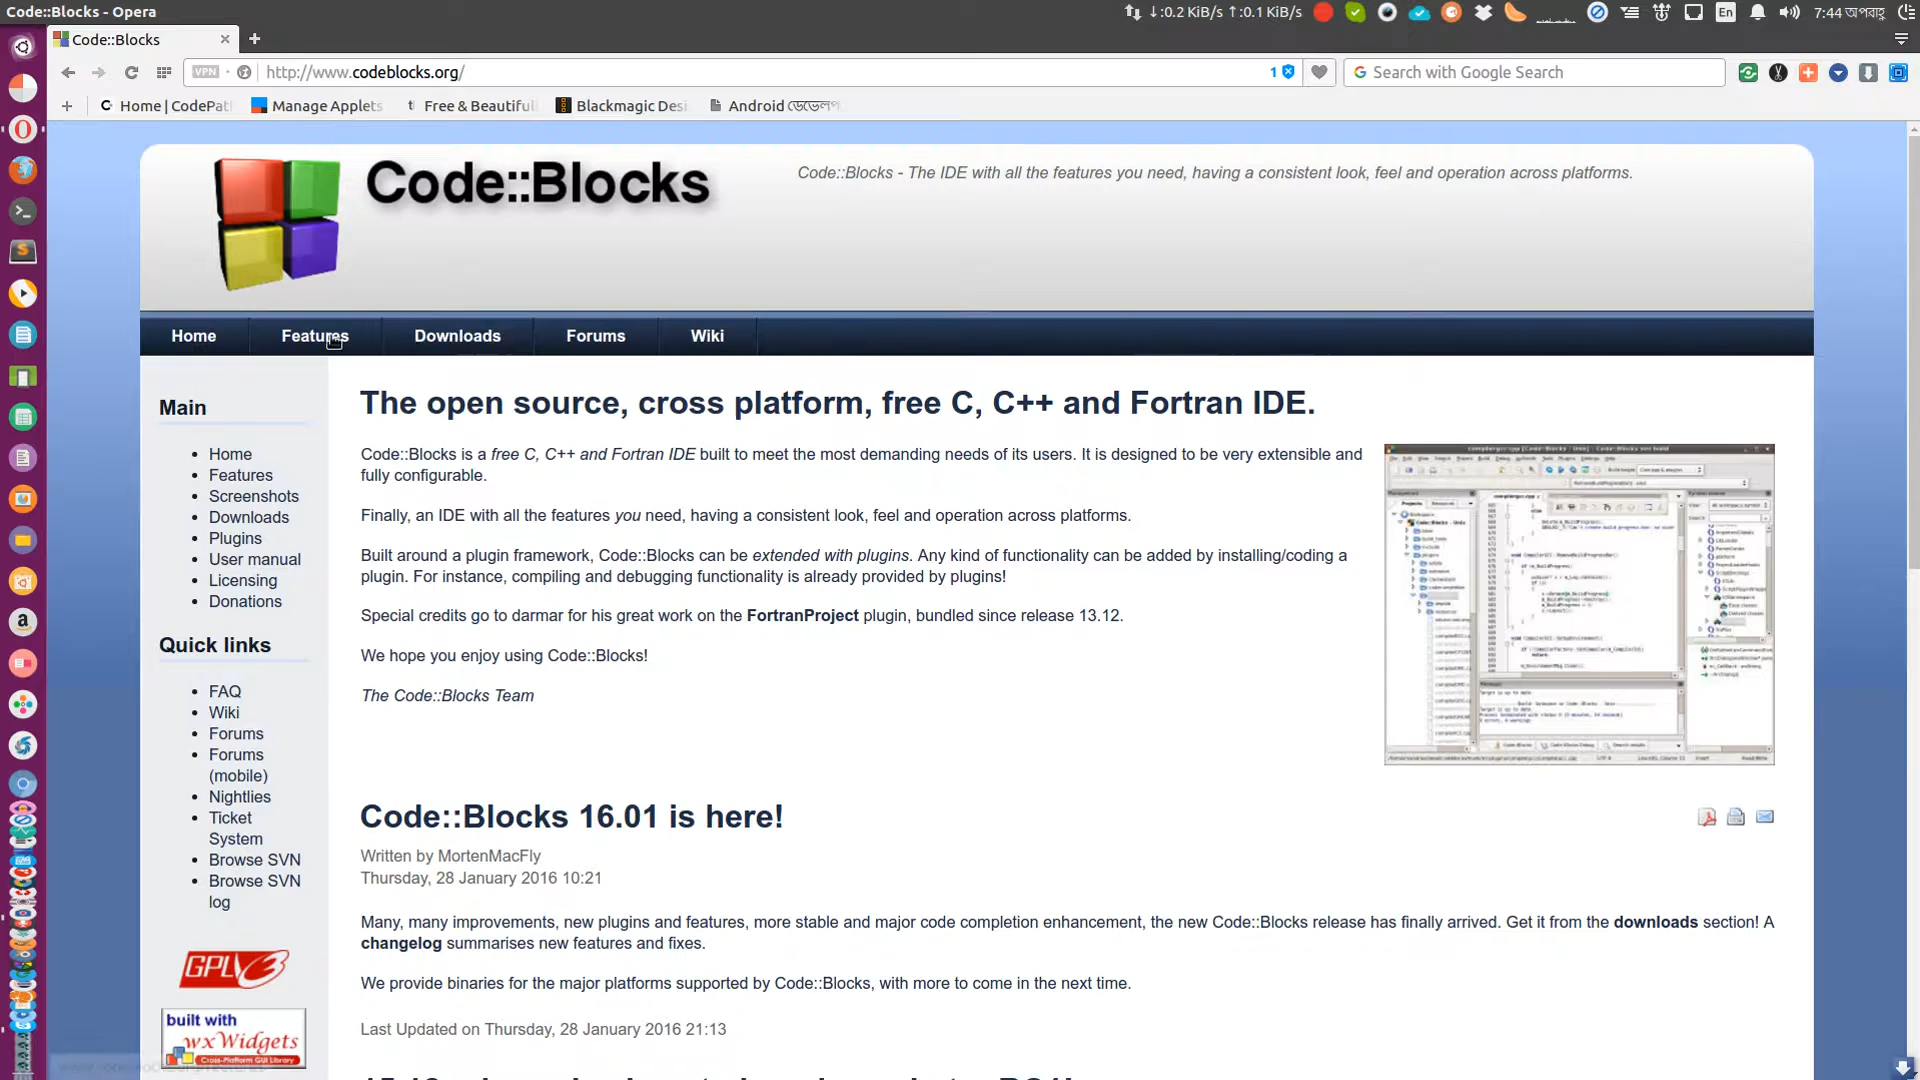 Code::Blocks - Opera
↓:0.2 KiB/s ↑:0.1 KiB/s
En
7:44 অপরাহ্ণ
Code::Blocks
VPN
http://www.codeblocks.org/
1
Search with Google Search
Home | CodePat
Manage Applets
Free & Beautiful
Blackmagic Desi
Android ডেভেলপ
Code::Blocks
Code::Blocks - The IDE with all the features you need, having a consistent look, feel and operation across platforms.
Home
Features
Downloads
Forums
Wiki
Main
Home
Features
Screenshots
Downloads
Plugins
User manual
Licensing
Donations
Quick links
FAQ
Wiki
Forums
Forums
(mobile)
Nightlies
Ticket
System
Browse SVN
Browse SVN
log
GPLv3
built with
wxWidgets
Cross-Platform GUI Library
The open source, cross platform, free C, C++ and Fortran IDE.
Code::Blocks is a free C, C++ and Fortran IDE built to meet the most demanding needs of its users. It is designed to be very extensible and
fully configurable.
Finally, an IDE with all the features you need, having a consistent look, feel and operation across platforms.
Built around a plugin framework, Code::Blocks can be extended with plugins. Any kind of functionality can be added by installing/coding a
plugin. For instance, compiling and debugging functionality is already provided by plugins!
Special credits go to darmar for his great work on the FortranProject plugin, bundled since release 13.12.
We hope you enjoy using Code::Blocks!
The Code::Blocks Team
Code::Blocks 16.01 is here!
Written by MortenMacFly
Thursday, 28 January 2016 10:21
Many, many improvements, new plugins and features, more stable and major code completion enhancement, the new Code::Blocks release has finally arrived. Get it from the downloads section! A
changelog summarises new features and fixes.
We provide binaries for the major platforms supported by Code::Blocks, with more to come in the next time.
Last Updated on Thursday, 28 January 2016 21:13